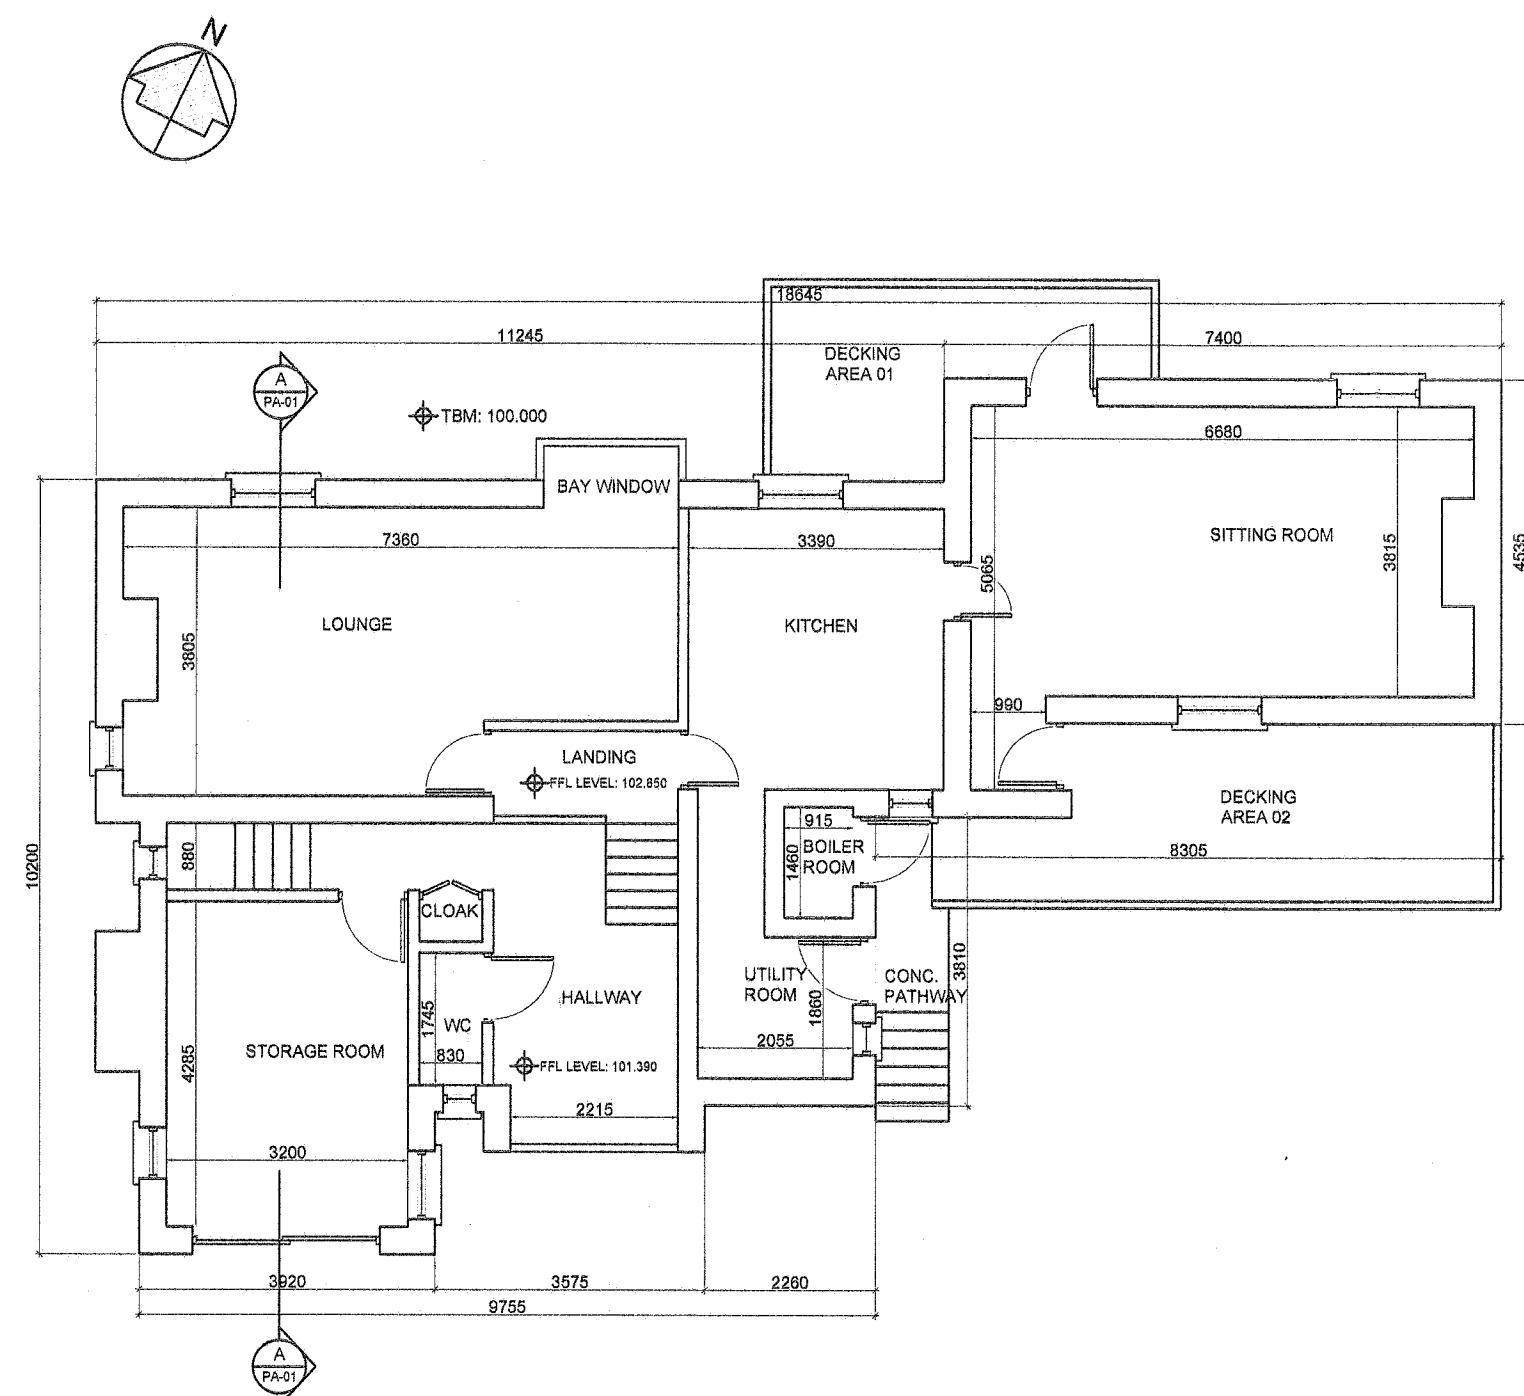 N
18645
11245
7400
DECKING
AREA 01
A
PA-01
TBM: 100.000
6680
BAY WINDOW
7360
3390
SITTING ROOM
3815
4535
5065
LOUNGE
KITCHEN
3805
990
LANDING
FFL LEVEL: 102.850
DECKING
AREA 02
915
BOILER
ROOM
1460
8305
880
10200
CLOAK
3810
UTILITY
ROOM
CONC.
PATHWAY
HALLWAY
1860
1745
WC
2055
STORAGE ROOM
830
4285
FFL LEVEL: 101.390
2215
3200
3920
3575
2260
9755
A
PA-01